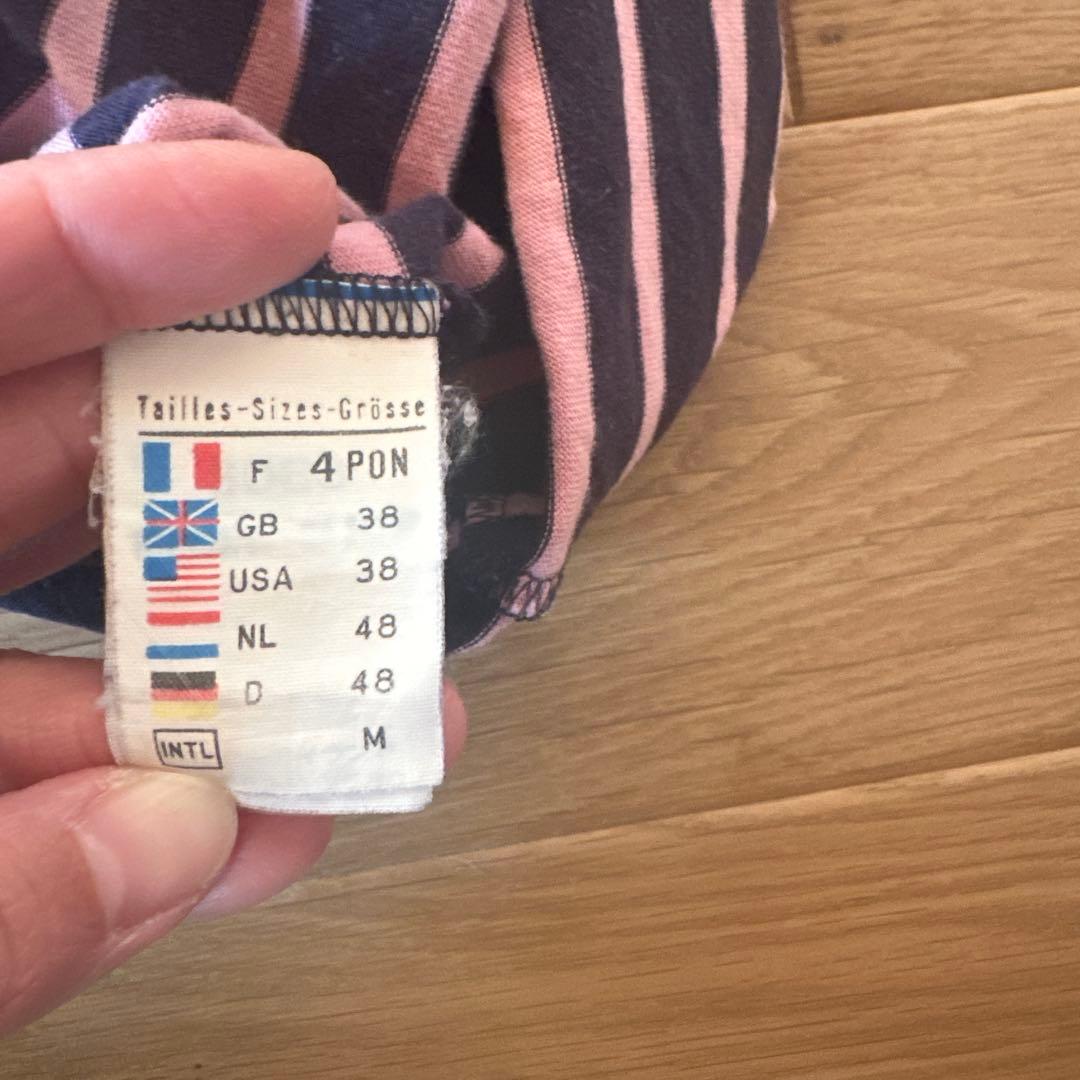 Tailles-Sizes-Grösse
F 4 PON
GB 38
USA 38
NL 48
D 48
INTL M